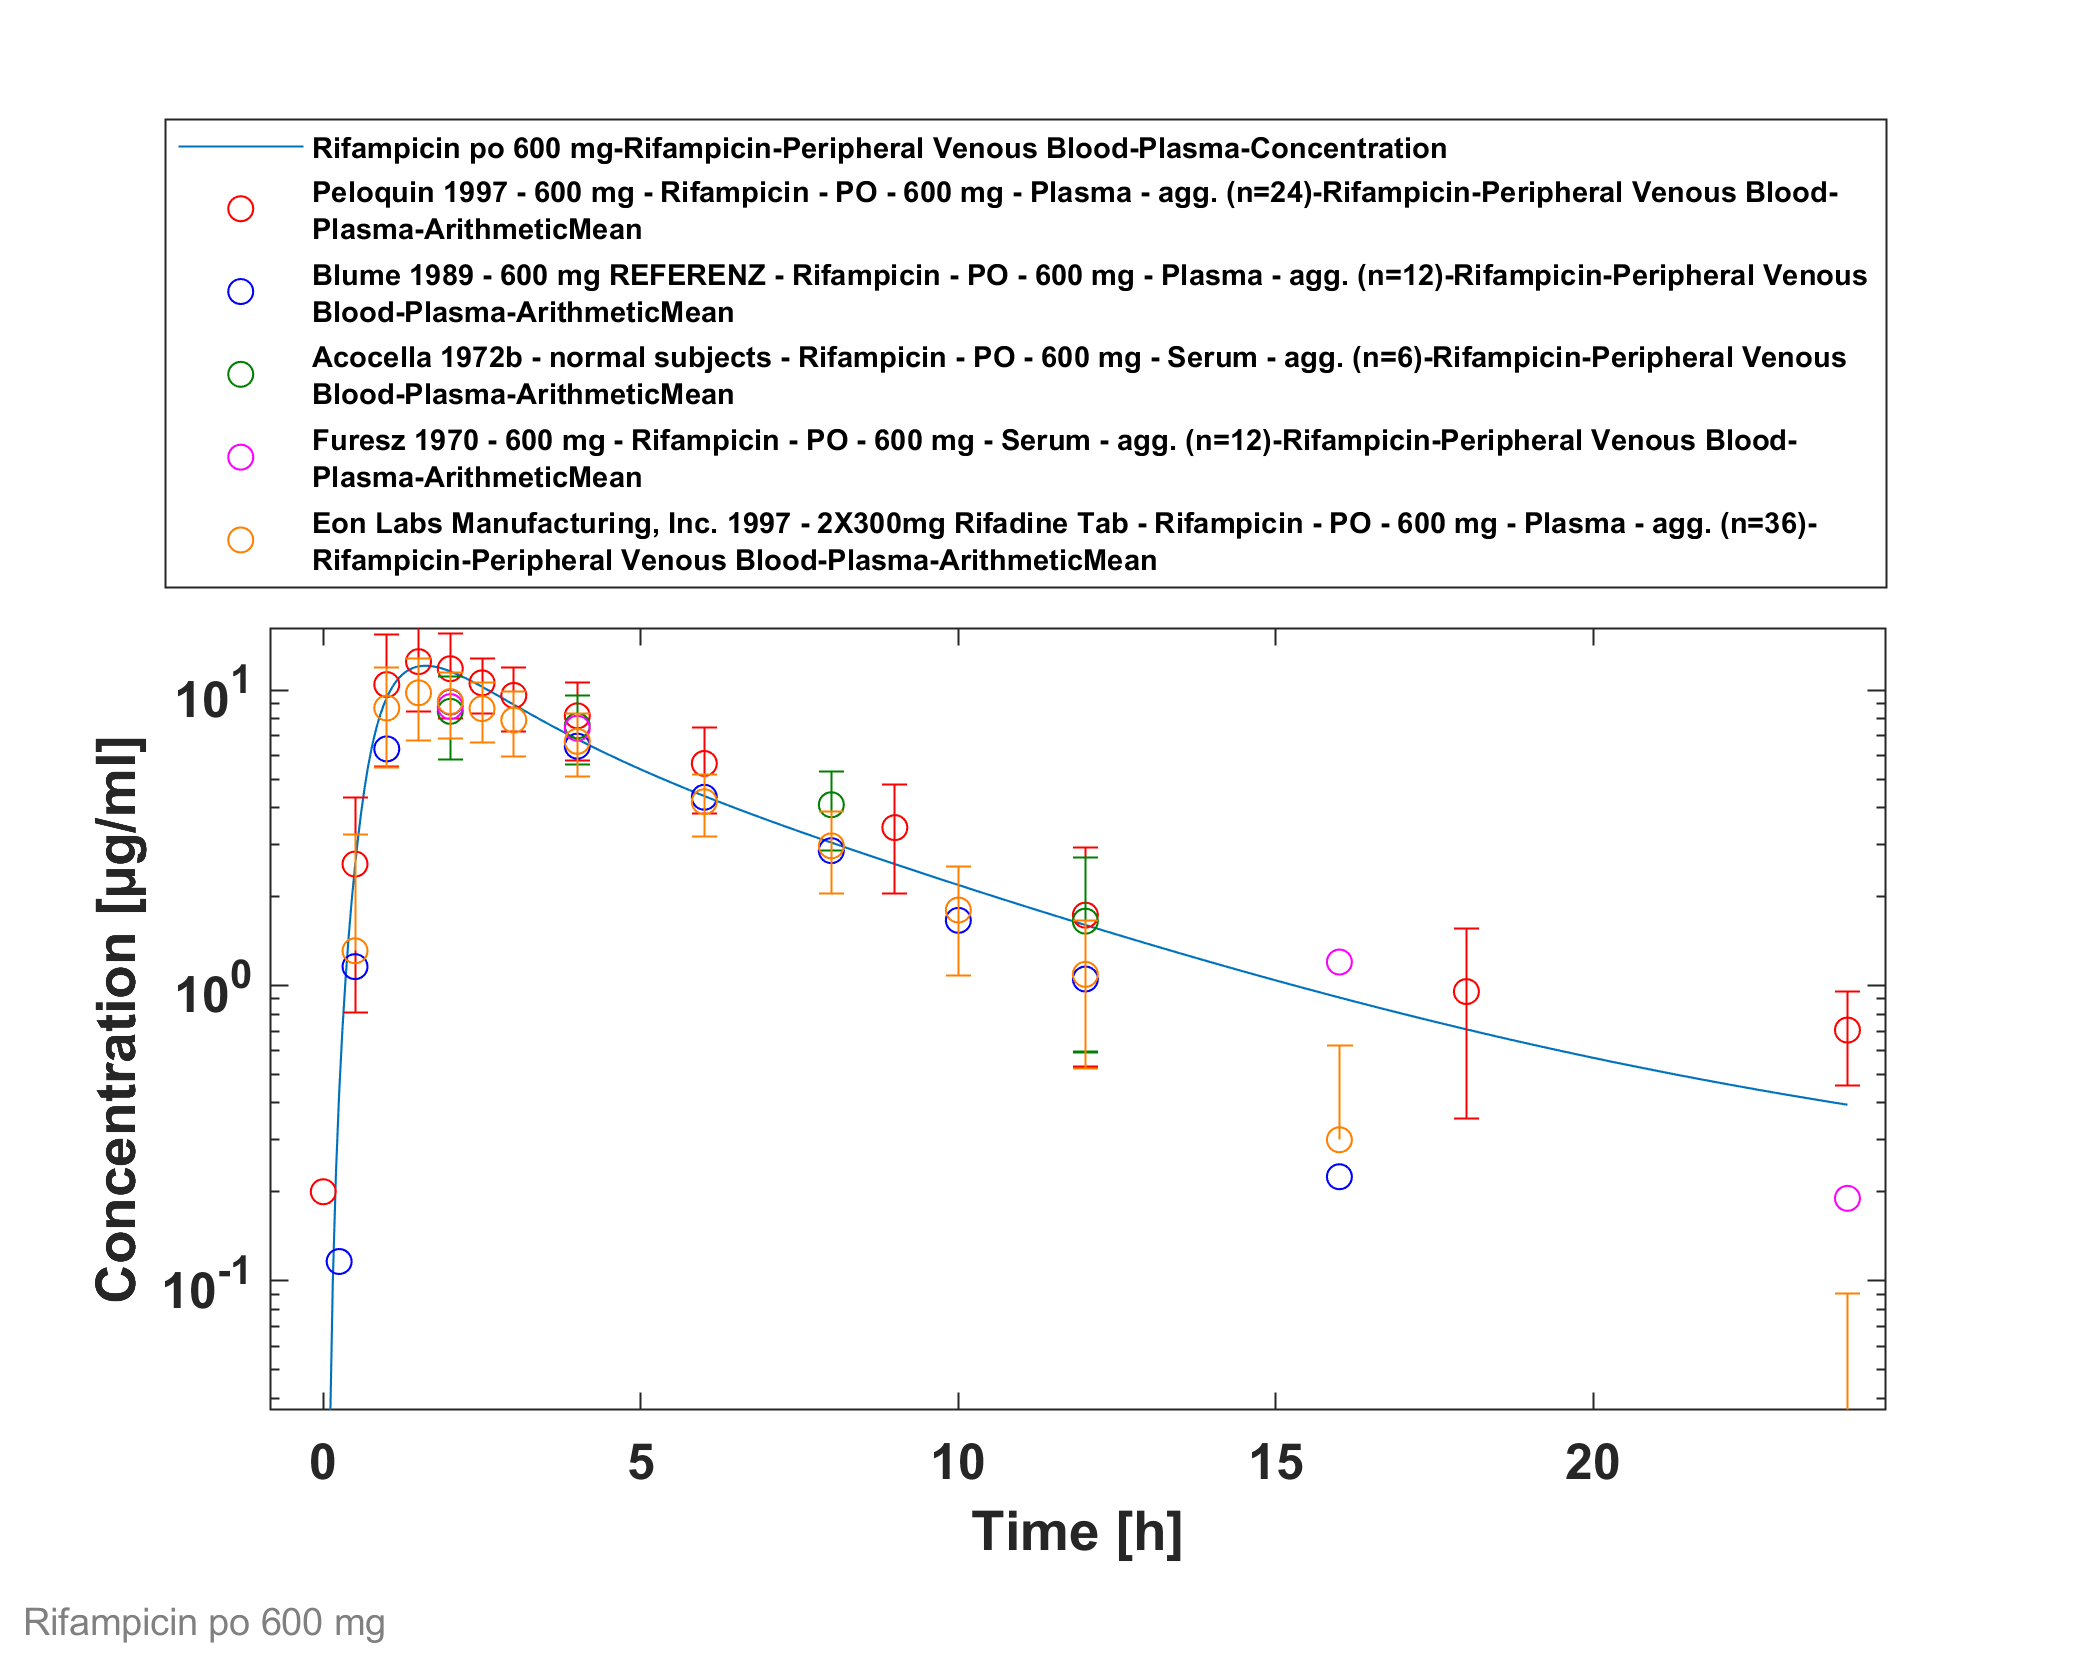 Rifampicin po 600 mg-Rifampicin-Peripheral Venous Blood-Plasma-Concentration
Peloquin 1997 - 600 mg - Rifampicin - PO - 600 mg - Plasma - agg. (n=24)-Rifampicin-Peripheral Venous Blood-
Plasma-ArithmeticMean
Blume 1989 - 600 mg REFERENZ - Rifampicin - PO - 600 mg - Plasma - agg. (n=12)-Rifampicin-Peripheral Venous
Blood-Plasma-ArithmeticMean
Acocella 1972b - normal subjects - Rifampicin - PO - 600 mg - Serum - agg. (n=6)-Rifampicin-Peripheral Venous
Blood-Plasma-ArithmeticMean
Furesz 1970 - 600 mg - Rifampicin - PO - 600 mg - Serum - agg. (n=12)-Rifampicin-Peripheral Venous Blood-
Plasma-ArithmeticMean
Eon Labs Manufacturing, Inc. 1997 - 2X300mg Rifadine Tab - Rifampicin - PO - 600 mg - Plasma - agg. (n=36)-
Rifampicin-Peripheral Venous Blood-Plasma-ArithmeticMean
Concentration [µg/ml]
10^1
10^0
10^-1
0 5 10 15 20
Time [h]
Rifampicin po 600 mg